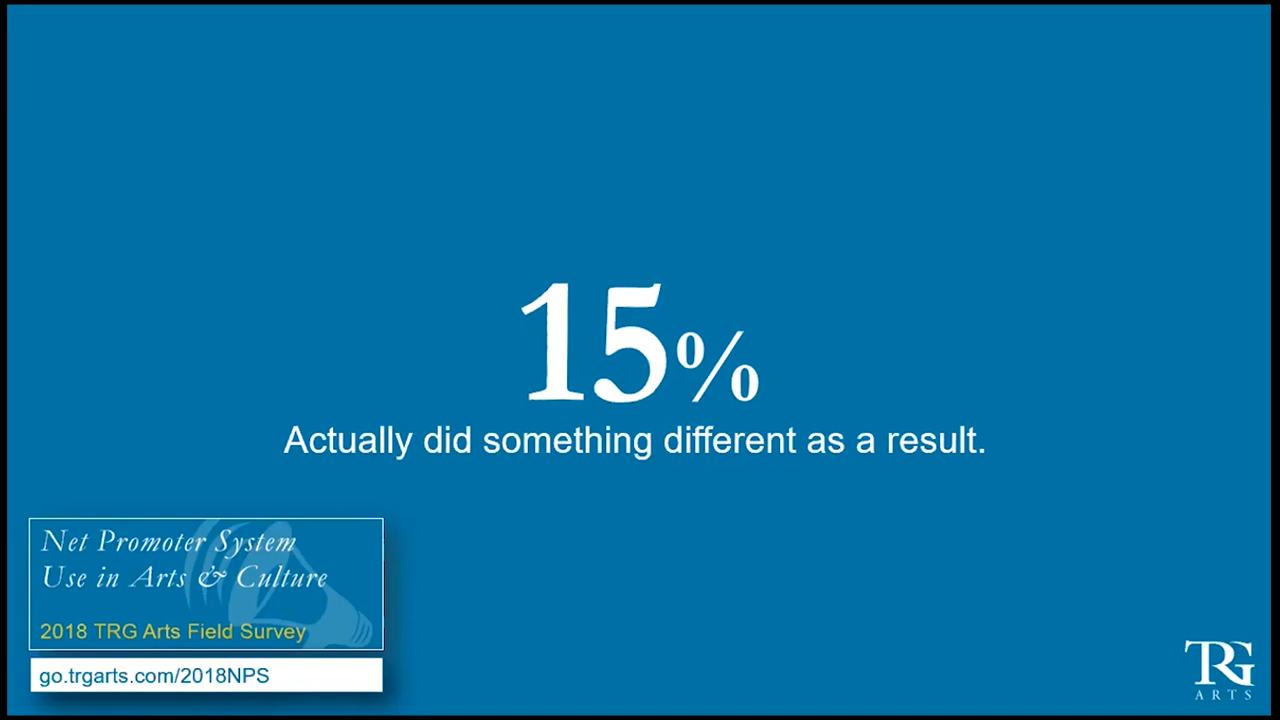 15%
Actually did something different as a result.
Net Promoter System
Use in Arts & Culture
2018 TRG Arts Field Survey
go.trgarts.com/2018NPS
TRG
ARTS